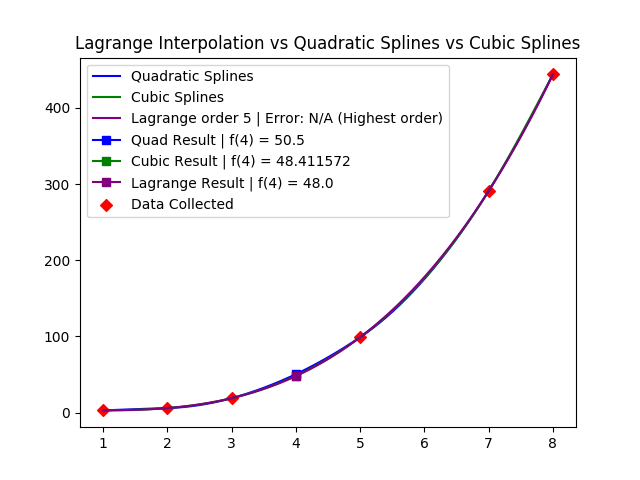 Lagrange Interpolation vs Quadratic Splines vs Cubic Splines
Quadratic Splines
Cubic Splines
Lagrange order 5 | Error: N/A (Highest order)
Quad Result | f(4) = 50.5
Cubic Result | f(4) = 48.411572
Lagrange Result | f(4) = 48.0
Data Collected
400
300
200
100
0
1 2 3 4 5 6 7 8